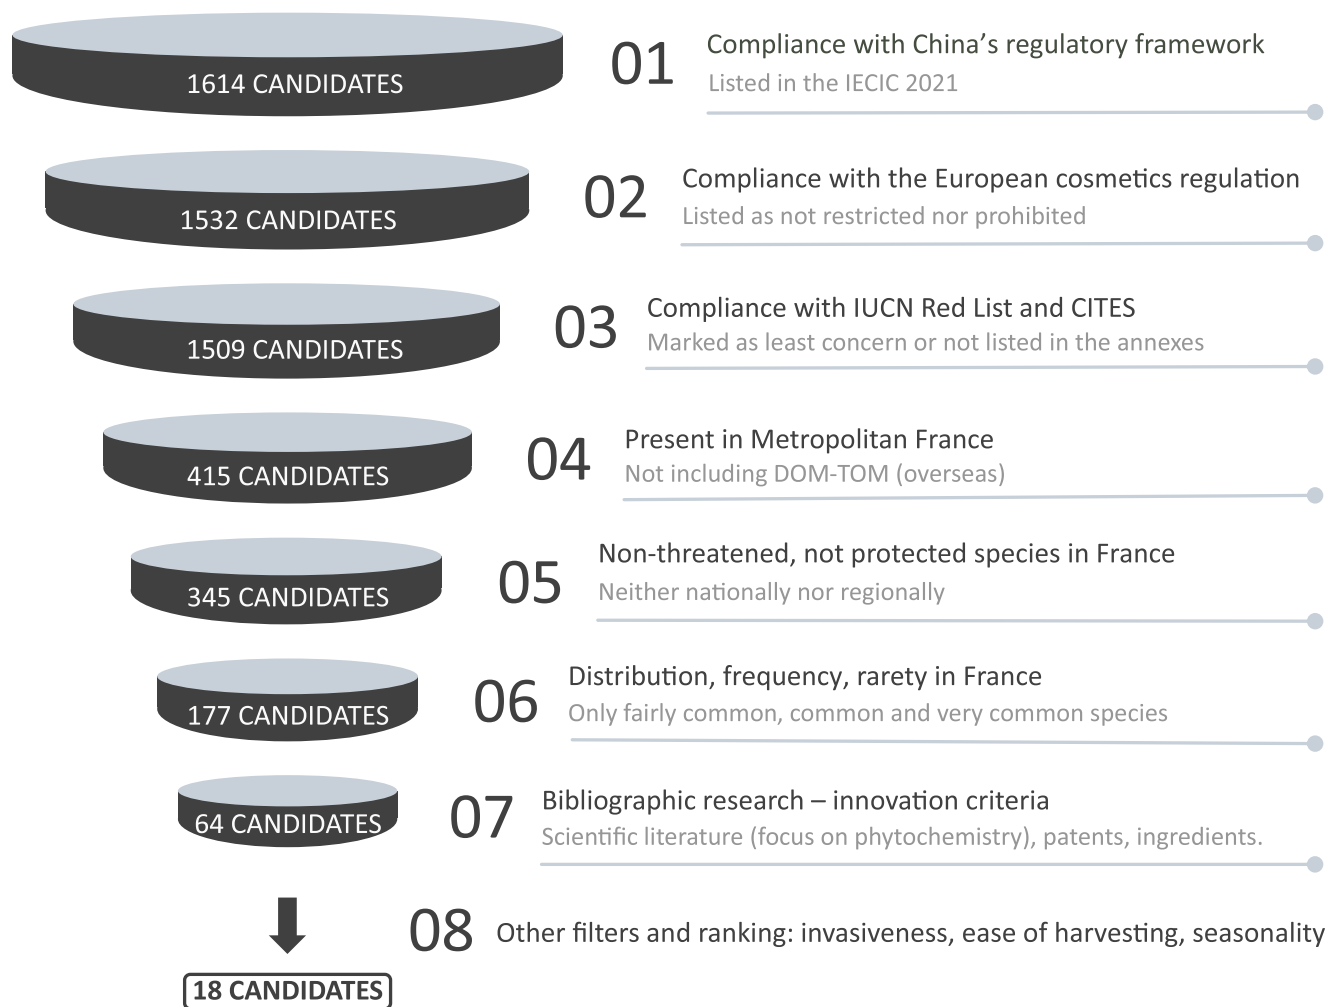 1614 CANDIDATES
01
Compliance with China's regulatory framework
Listed in the IECIC 2021
1532 CANDIDATES
02
Compliance with the European cosmetics regulation
Listed as not restricted nor prohibited
1509 CANDIDATES
03
Compliance with IUCN Red List and CITES
Marked as least concern or not listed in the annexes
415 CANDIDATES
04
Present in Metropolitan France
Not including DOM-TOM (overseas)
345 CANDIDATES
05
Non-threatened, not protected species in France
Neither nationally nor regionally
177 CANDIDATES
06
Distribution, frequency, rarety in France
Only fairly common, common and very common species
64 CANDIDATES
07
Bibliographic research – innovation criteria
Scientific literature (focus on phytochemistry), patents, ingredients.
08
Other filters and ranking: invasiveness, ease of harvesting, seasonality
18 CANDIDATES